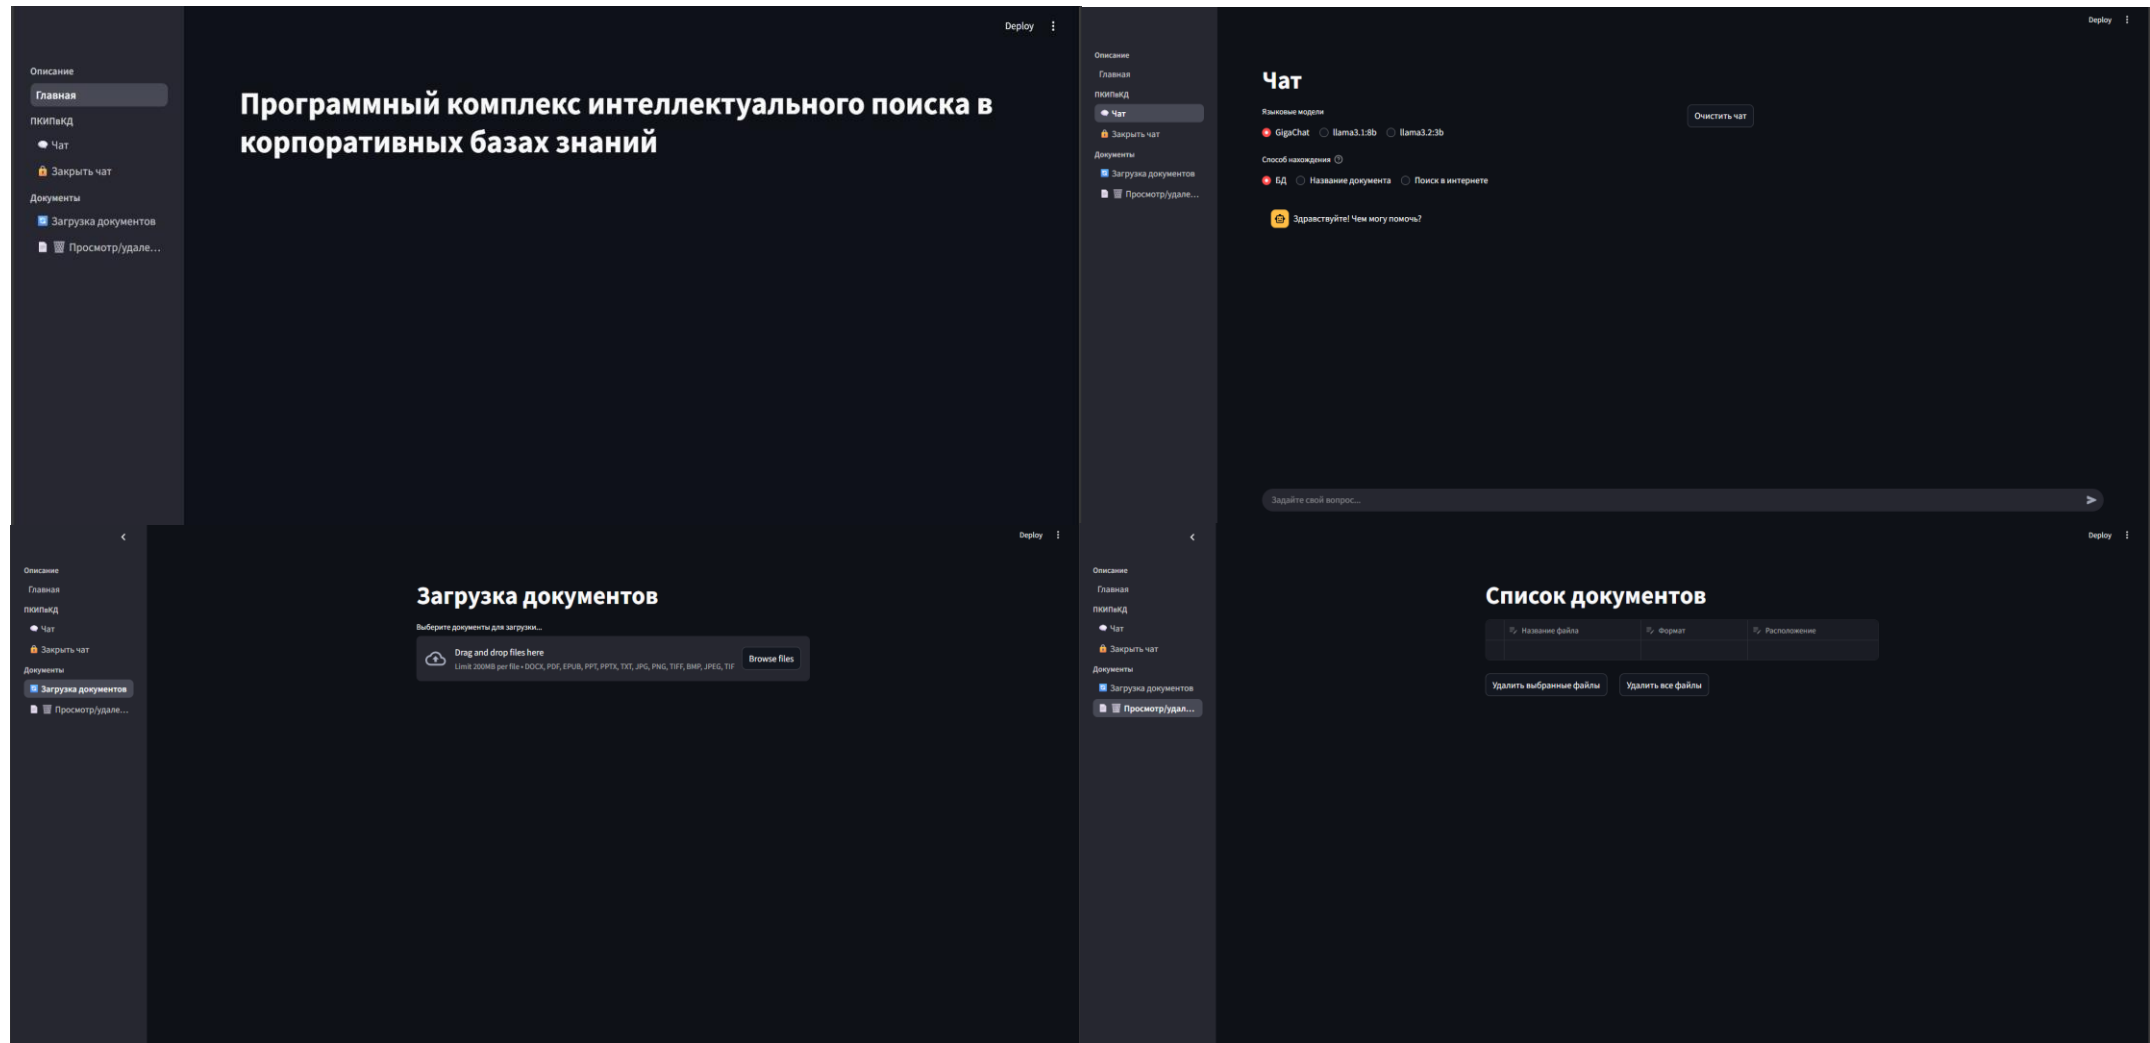 Deploy
Описание
Главная
ПКИПвКД
Чат
Закрыть чат
Документы
Загрузка документов
Просмотр/удале...
Программный комплекс интеллектуального поиска в
корпоративных базах знаний
Deploy
Описание
Главная
ПКИПвКД
Чат
Закрыть чат
Документы
Загрузка документов
Просмотр/удале...
Чат
Языковые модели
GigaChat llama3.1:8b llama3.2:3b
Очистить чат
Способ нахождения
БД Название документа Поиск в интернете
Здравствуйте! Чем могу помочь?
Задайте свой вопрос...
Deploy
Описание
Главная
ПКИПвКД
Чат
Закрыть чат
Документы
Загрузка документов
Просмотр/удале...
Загрузка документов
Выберите документы для загрузки...
Drag and drop files here
Limit 200MB per file • DOCX, PDF, EPUB, PPT, PPTX, TXT, JPG, PNG, TIFF, BMP, JPEG, TIF
Browse files
Deploy
Описание
Главная
ПКИПвКД
Чат
Закрыть чат
Документы
Загрузка документов
Просмотр/удал...
Список документов
Название файла Формат Расположение
Удалить выбранные файлы Удалить все файлы